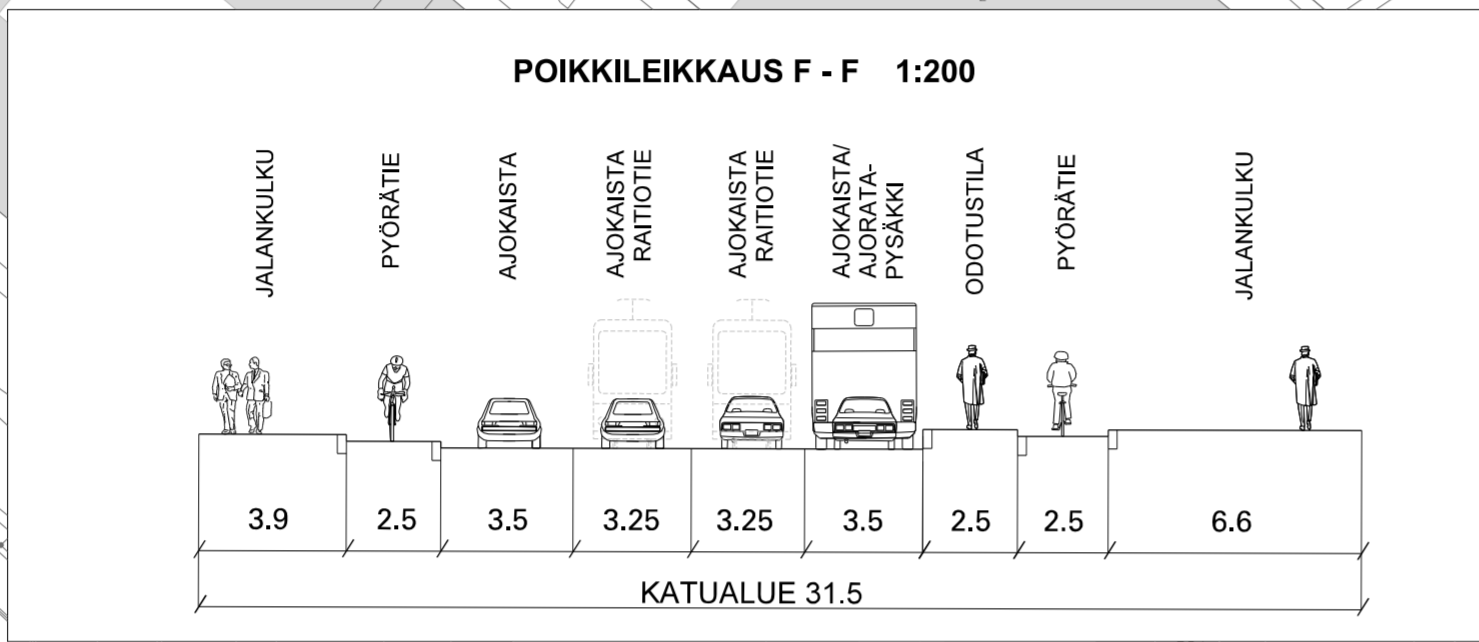 POIKKILEIKKAUS F - F 1:200
JALANKULKU
PYÖRÄTIE
AJOKAISTA
AJOKAISTA
RAITIOTIE
AJOKAISTA
RAITIOTIE
AJOKAISTA/
AJORATA-
PYSÄKKI
ODOTUSTILA
PYÖRÄTIE
JALANKULKU
3.9
2.5
3.5
3.25
3.25
3.5
2.5
2.5
6.6
KATUALUE 31.5